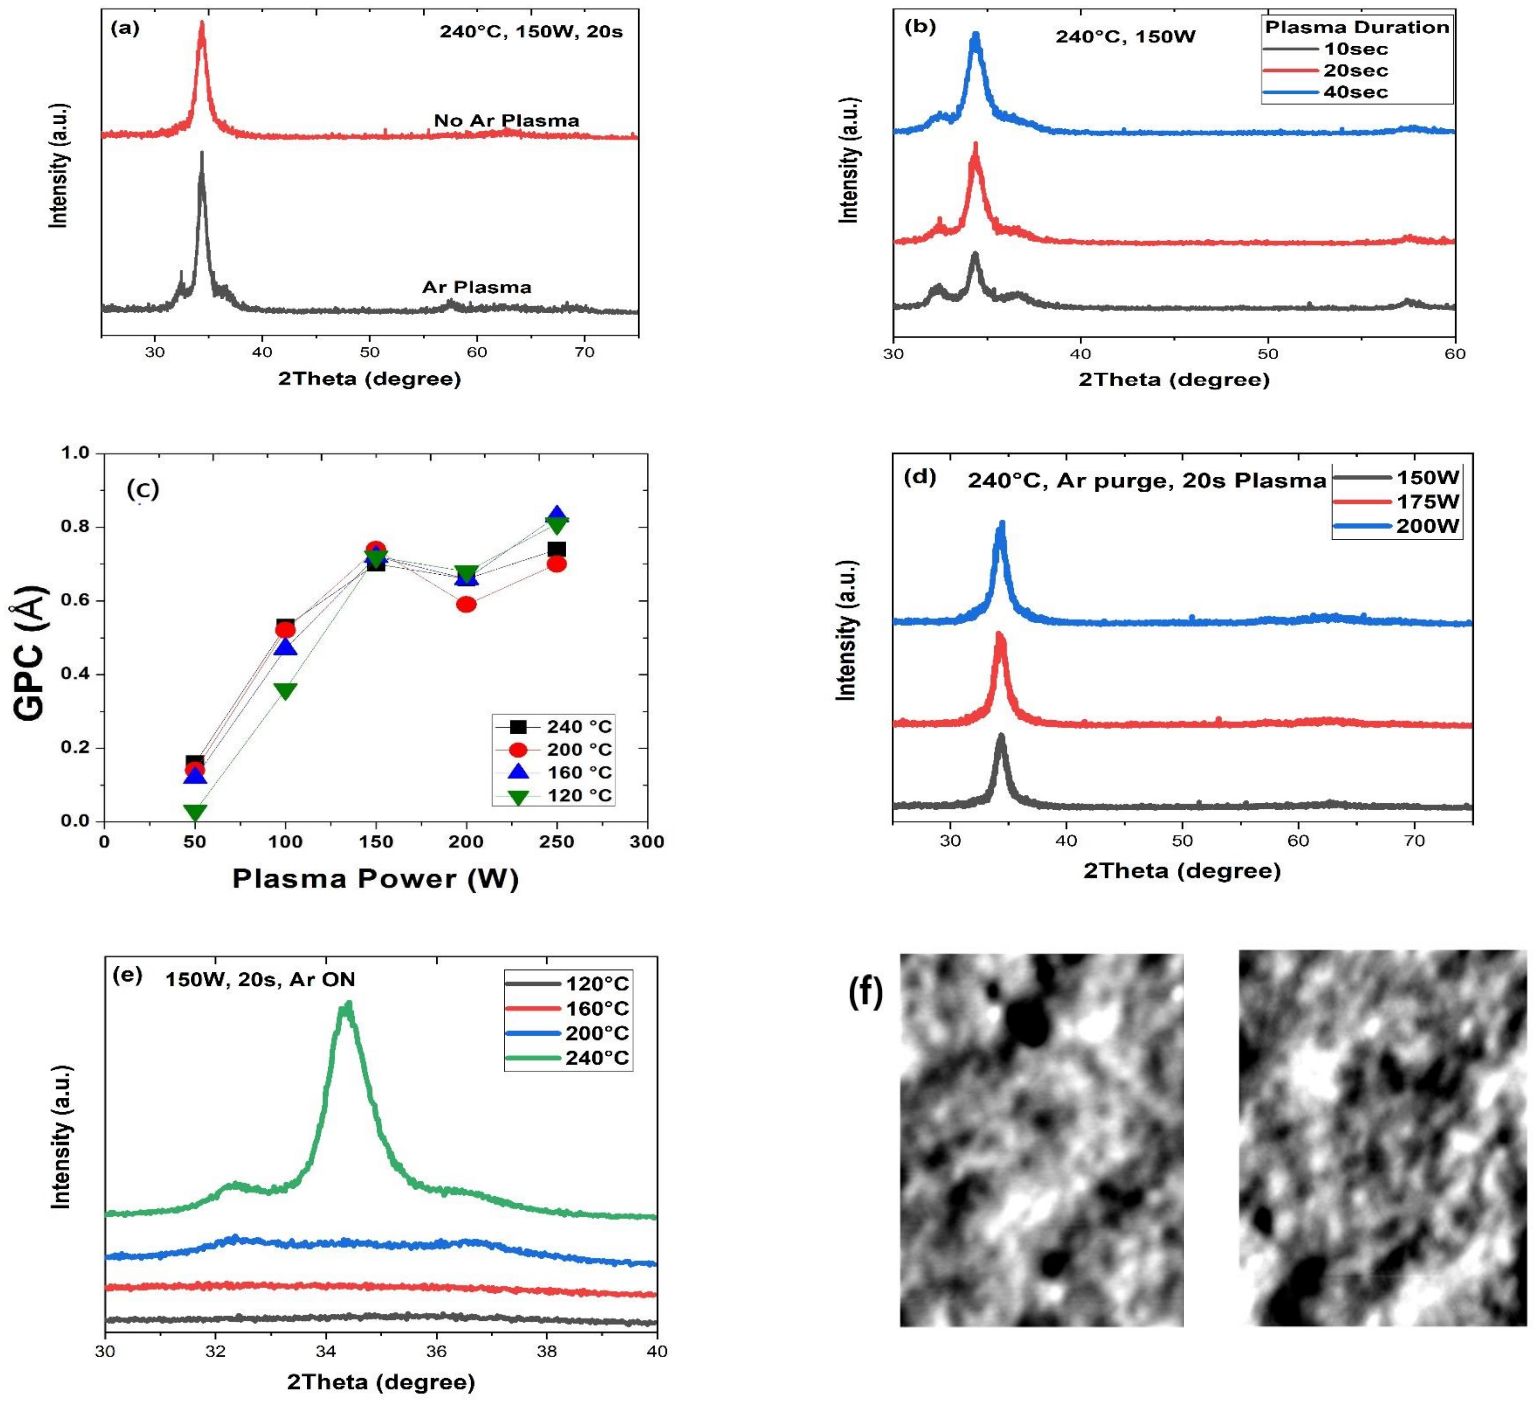 (a)
240°C, 150W, 20s
No Ar Plasma
Ar Plasma
Intensity (a.u.)
30 40 50 60 70
2Theta (degree)
(b)
240°C, 150W
Plasma Duration
10sec
20sec
40sec
Intensity (a.u.)
30 40 50 60
2Theta (degree)
(c)
1.0
0.8
0.6
0.4
0.2
0.0
GPC (Å)
240 °C
200 °C
160 °C
120 °C
0 50 100 150 200 250 300
Plasma Power (W)
(d)
240°C, Ar purge, 20s Plasma
150W
175W
200W
Intensity (a.u.)
30 40 50 60 70
2Theta (degree)
(e)
150W, 20s, Ar ON
120°C
160°C
200°C
240°C
Intensity (a.u.)
30 32 34 36 38 40
2Theta (degree)
(f)